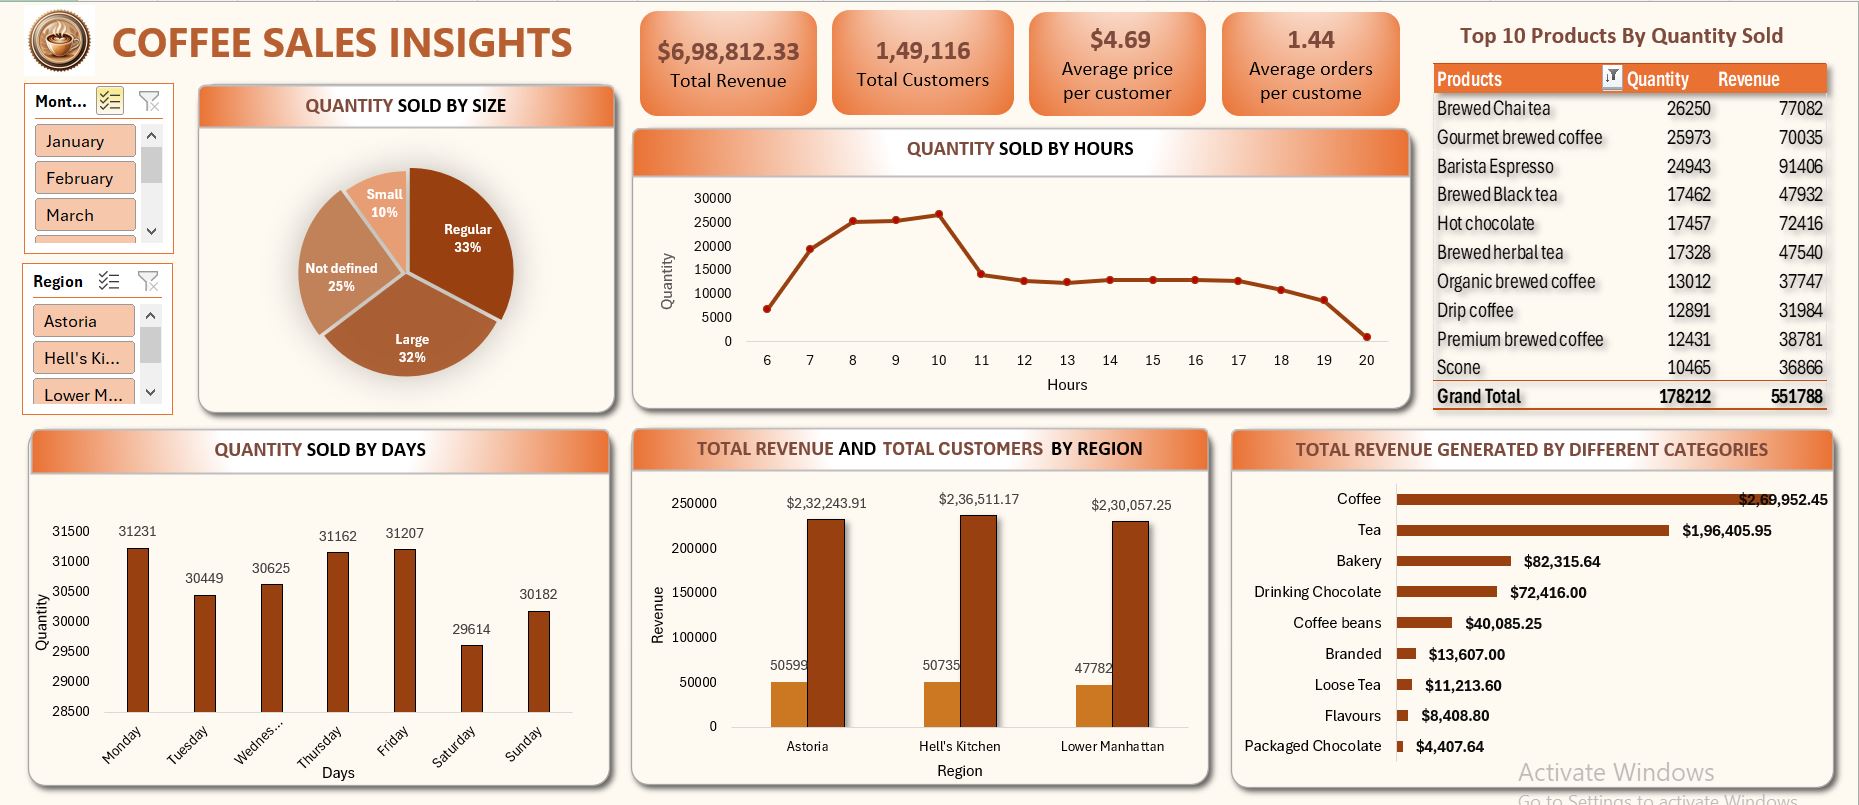 COFFEE SALES INSIGHTS
$6,98,812.33
Total Revenue
1,49,116
Total Customers
$4.69
Average price
per customer
1.44
Average orders
per custome
Mont...
January
February
March
Region
Astoria
Hell's Ki...
Lower M...
QUANTITY SOLD BY SIZE
Small
10%
Regular
33%
Not defined
25%
Large
32%
QUANTITY SOLD BY HOURS
30000
25000
20000
15000
10000
5000
0
Quantity
6 7 8 9 10 11 12 13 14 15 16 17 18 19 20
Hours
Top 10 Products By Quantity Sold
Products Quantity Revenue
Brewed Chai tea 26250 77082
Gourmet brewed coffee 25973 70035
Barista Espresso 24943 91406
Brewed Black tea 17462 47932
Hot chocolate 17457 72416
Brewed herbal tea 17328 47540
Organic brewed coffee 13012 37747
Drip coffee 12891 31984
Premium brewed coffee 12431 38781
Scone 10465 36866
Grand Total 178212 551788
QUANTITY SOLD BY DAYS
31500
31000
30500
30000
29500
29000
28500
Quantity
31231 30449 30625 31162 31207 29614 30182
Monday Tuesday Wednes... Thursday Friday Saturday Sunday
Days
TOTAL REVENUE AND TOTAL CUSTOMERS BY REGION
250000
200000
150000
100000
50000
0
Revenue
$2,32,243.91 $2,36,511.17 $2,30,057.25
50599 50735 47782
Astoria Hell's Kitchen Lower Manhattan
Region
TOTAL REVENUE GENERATED BY DIFFERENT CATEGORIES
Coffee $2,69,952.45
Tea $1,96,405.95
Bakery $82,315.64
Drinking Chocolate $72,416.00
Coffee beans $40,085.25
Branded $13,607.00
Loose Tea $11,213.60
Flavours $8,408.80
Packaged Chocolate $4,407.64
Activate Windows
Go to Settings to activate Windows.